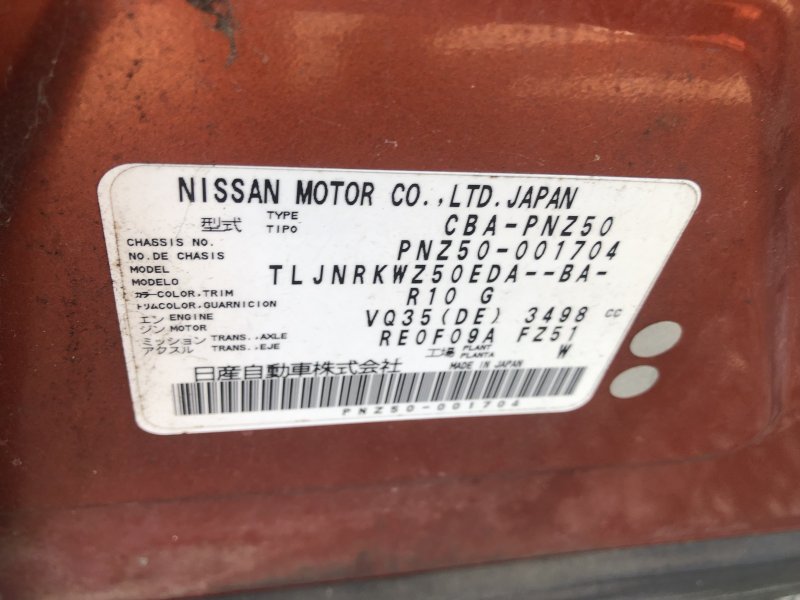 NISSAN MOTOR CO.,LTD.JAPAN
型式 TYPE TIPO CBA-PNZ50
CHASSIS NO. NO.DE CHASIS PNZ50-001704
MODEL MODELO TLJNRKWZ50EDA--BA-
カラー COLOR,TRIM トリム COLOR,GUARNICION R10 G
エンジン ENGINE MOTOR VQ35(DE) 3498 cc
ミッション アクスル TRANS.,AXLE TRANS.,EJE RE0F09A FZ51
工場 PLANT PLANTA W
日産自動車株式会社 MADE IN JAPAN
PNZ50-001704